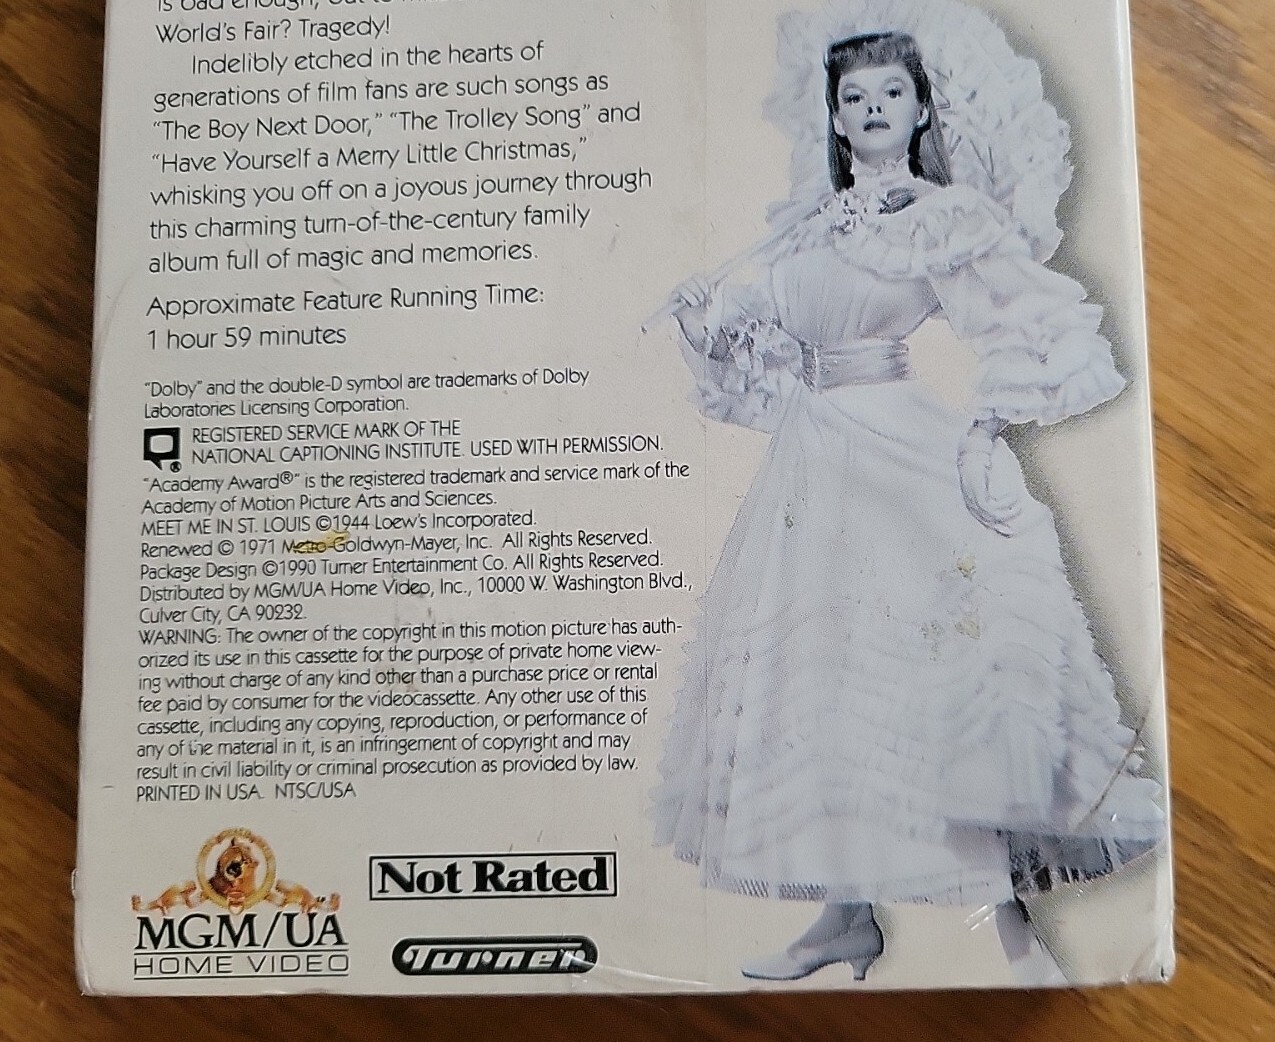 is bad enough, but to
World's Fair? Tragedy!
Indelibly etched in the hearts of
generations of film fans are such songs as
"The Boy Next Door," "The Trolley Song" and
"Have Yourself a Merry Little Christmas,"
whisking you off on a joyous journey through
this charming turn-of-the-century family
album full of magic and memories.
Approximate Feature Running Time:
1 hour 59 minutes
"Dolby" and the double-D symbol are trademarks of Dolby
Laboratories Licensing Corporation.
REGISTERED SERVICE MARK OF THE
NATIONAL CAPTIONING INSTITUTE. USED WITH PERMISSION.
"Academy Award®" is the registered trademark and service mark of the
Academy of Motion Picture Arts and Sciences.
MEET ME IN ST. LOUIS ©1944 Loew's Incorporated.
Renewed © 1971 Metro-Goldwyn-Mayer, Inc. All Rights Reserved.
Package Design ©1990 Turner Entertainment Co. All Rights Reserved.
Distributed by MGM/UA Home Video, Inc., 10000 W. Washington Blvd.,
Culver City, CA 90232.
WARNING: The owner of the copyright in this motion picture has auth-
orized its use in this cassette for the purpose of private home view-
ing without charge of any kind other than a purchase price or rental
fee paid by consumer for the videocassette. Any other use of this
cassette, including any copying, reproduction, or performance of
any of the material in it, is an infringement of copyright and may
result in civil liability or criminal prosecution as provided by law.
PRINTED IN USA. NTSC/USA
Not Rated
MGM/UA
HOME VIDEO
Turner